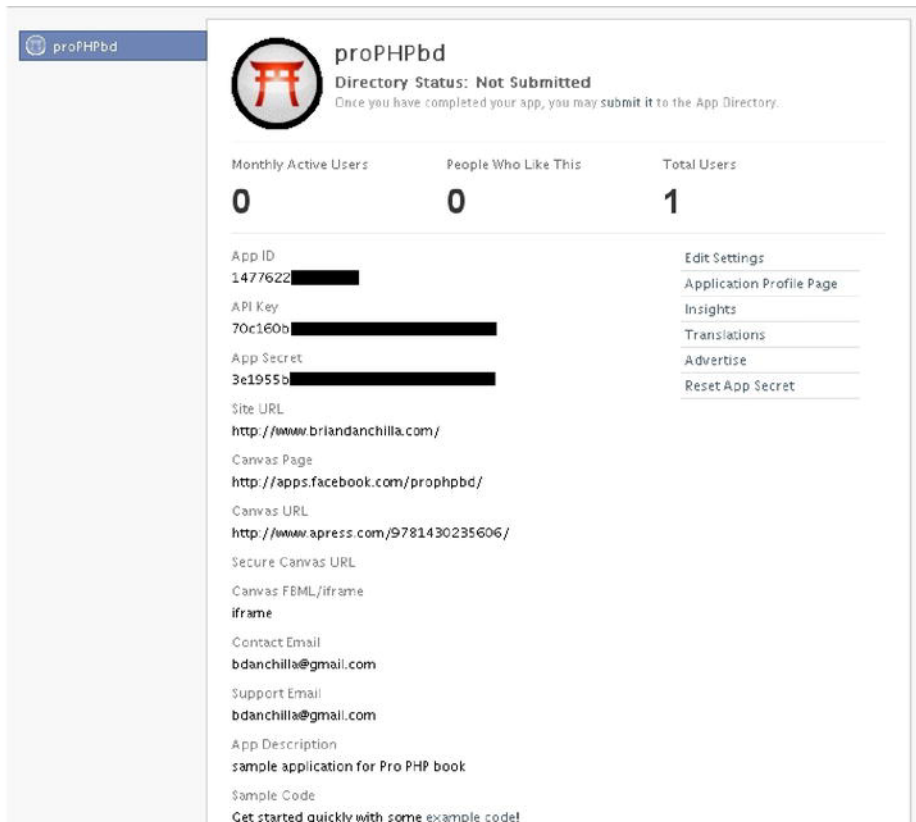 proPHPbd
proPHPbd
Directory Status: Not Submitted
Once you have completed your app, you may submit it to the App Directory.
Monthly Active Users
People Who Like This
Total Users
0
0
1
App ID
1477622
API Key
70c160b
App Secret
3e1955b
Site URL
http://www.briandanchilla.com/
Canvas Page
http://apps.facebook.com/prophpbd/
Canvas URL
http://www.apress.com/9781430235606/
Secure Canvas URL
Canvas FBML/iframe
iframe
Contact Email
bdanchilla@gmail.com
Support Email
bdanchilla@gmail.com
App Description
sample application for Pro PHP book
Sample Code
Get started quickly with some example code!
Edit Settings
Application Profile Page
Insights
Translations
Advertise
Reset App Secret